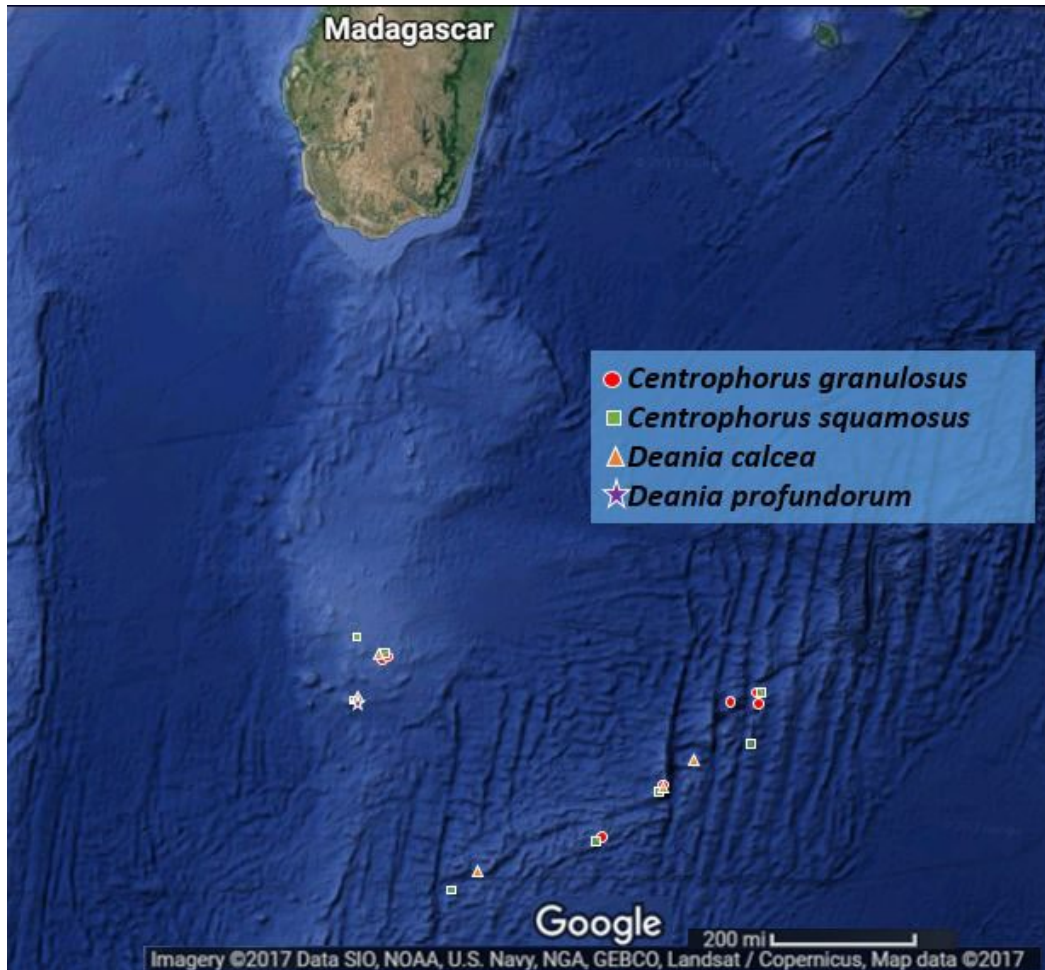 Madagascar
Centrophorus granulosus
Centrophorus squamosus
Deania calcea
Deania profundorum
Google
200 mi
Imagery ©2017 Data SIO, NOAA, U.S. Navy, NGA, GEBCO, Landsat / Copernicus, Map data ©2017